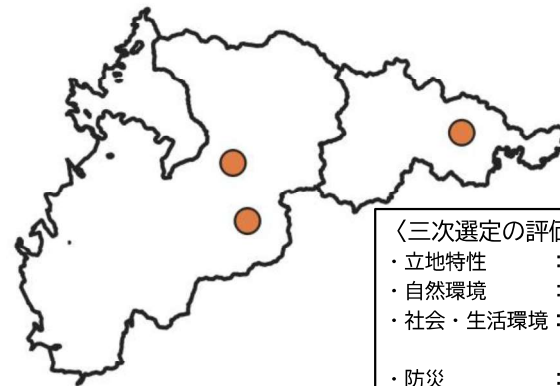 〈三次選定の評価
・立地特性 :
・自然環境 :
・社会・生活環境:
・防災 :